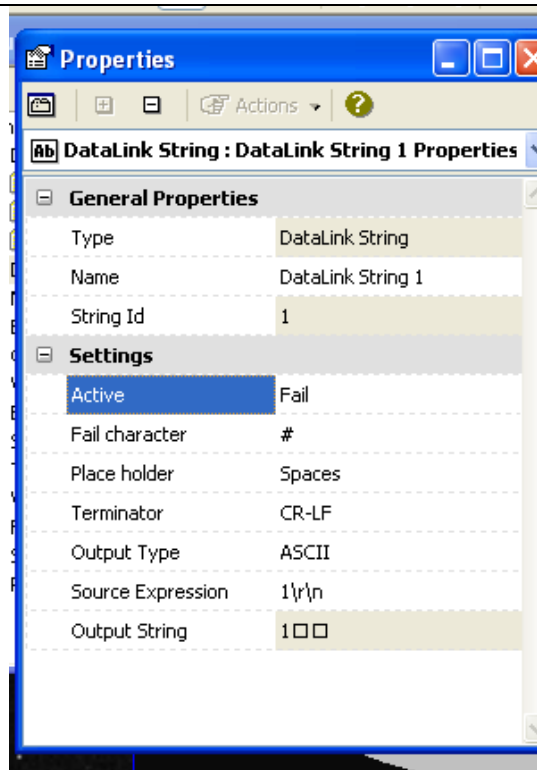 Properties
Actions
Ab DataLink String : DataLink String 1 Properties
General Properties
Type DataLink String
Name DataLink String 1
String Id 1
Settings
Active Fail
Fail character #
Place holder Spaces
Terminator CR-LF
Output Type ASCII
Source Expression 1\r\n
Output String 1□□